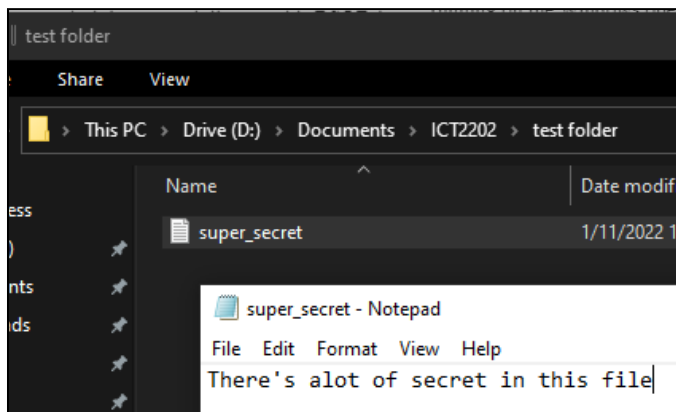 test folder
Share View
This PC > Drive (D:) > Documents > ICT2202 > test folder
Name Date modif
ess
super_secret 1/11/2022 1
)
nts
super_secret - Notepad
ds
File Edit Format View Help
There's alot of secret in this file